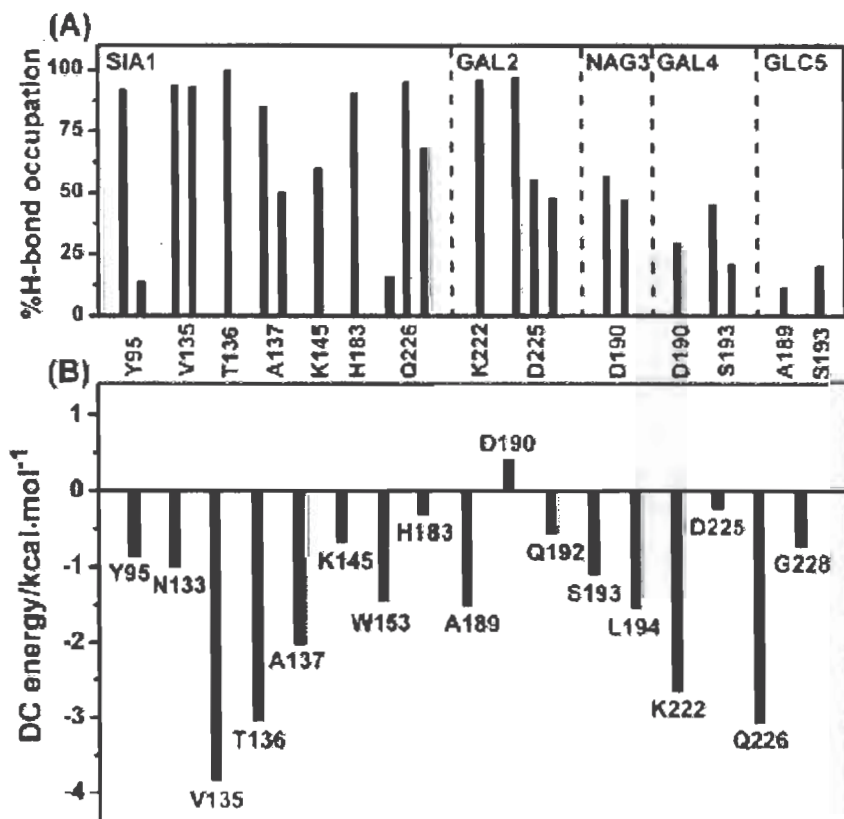 (A)
SIA1 GAL2 NAG3 GAL4 GLC5
%H-bond occupation
100
75
50
25
0
Y95 V135 T136 A137 K145 H183 Q226 K222 D225 D190 D190 S193 A189 S193
(B)
DC energy/kcal.mol-1
1
0
-1
-2
-3
-4
D190
Y95 N133 K145 H183 Q192 D225 G228
W153 A189 S193 L194
A137 K222
T136 Q226
V135